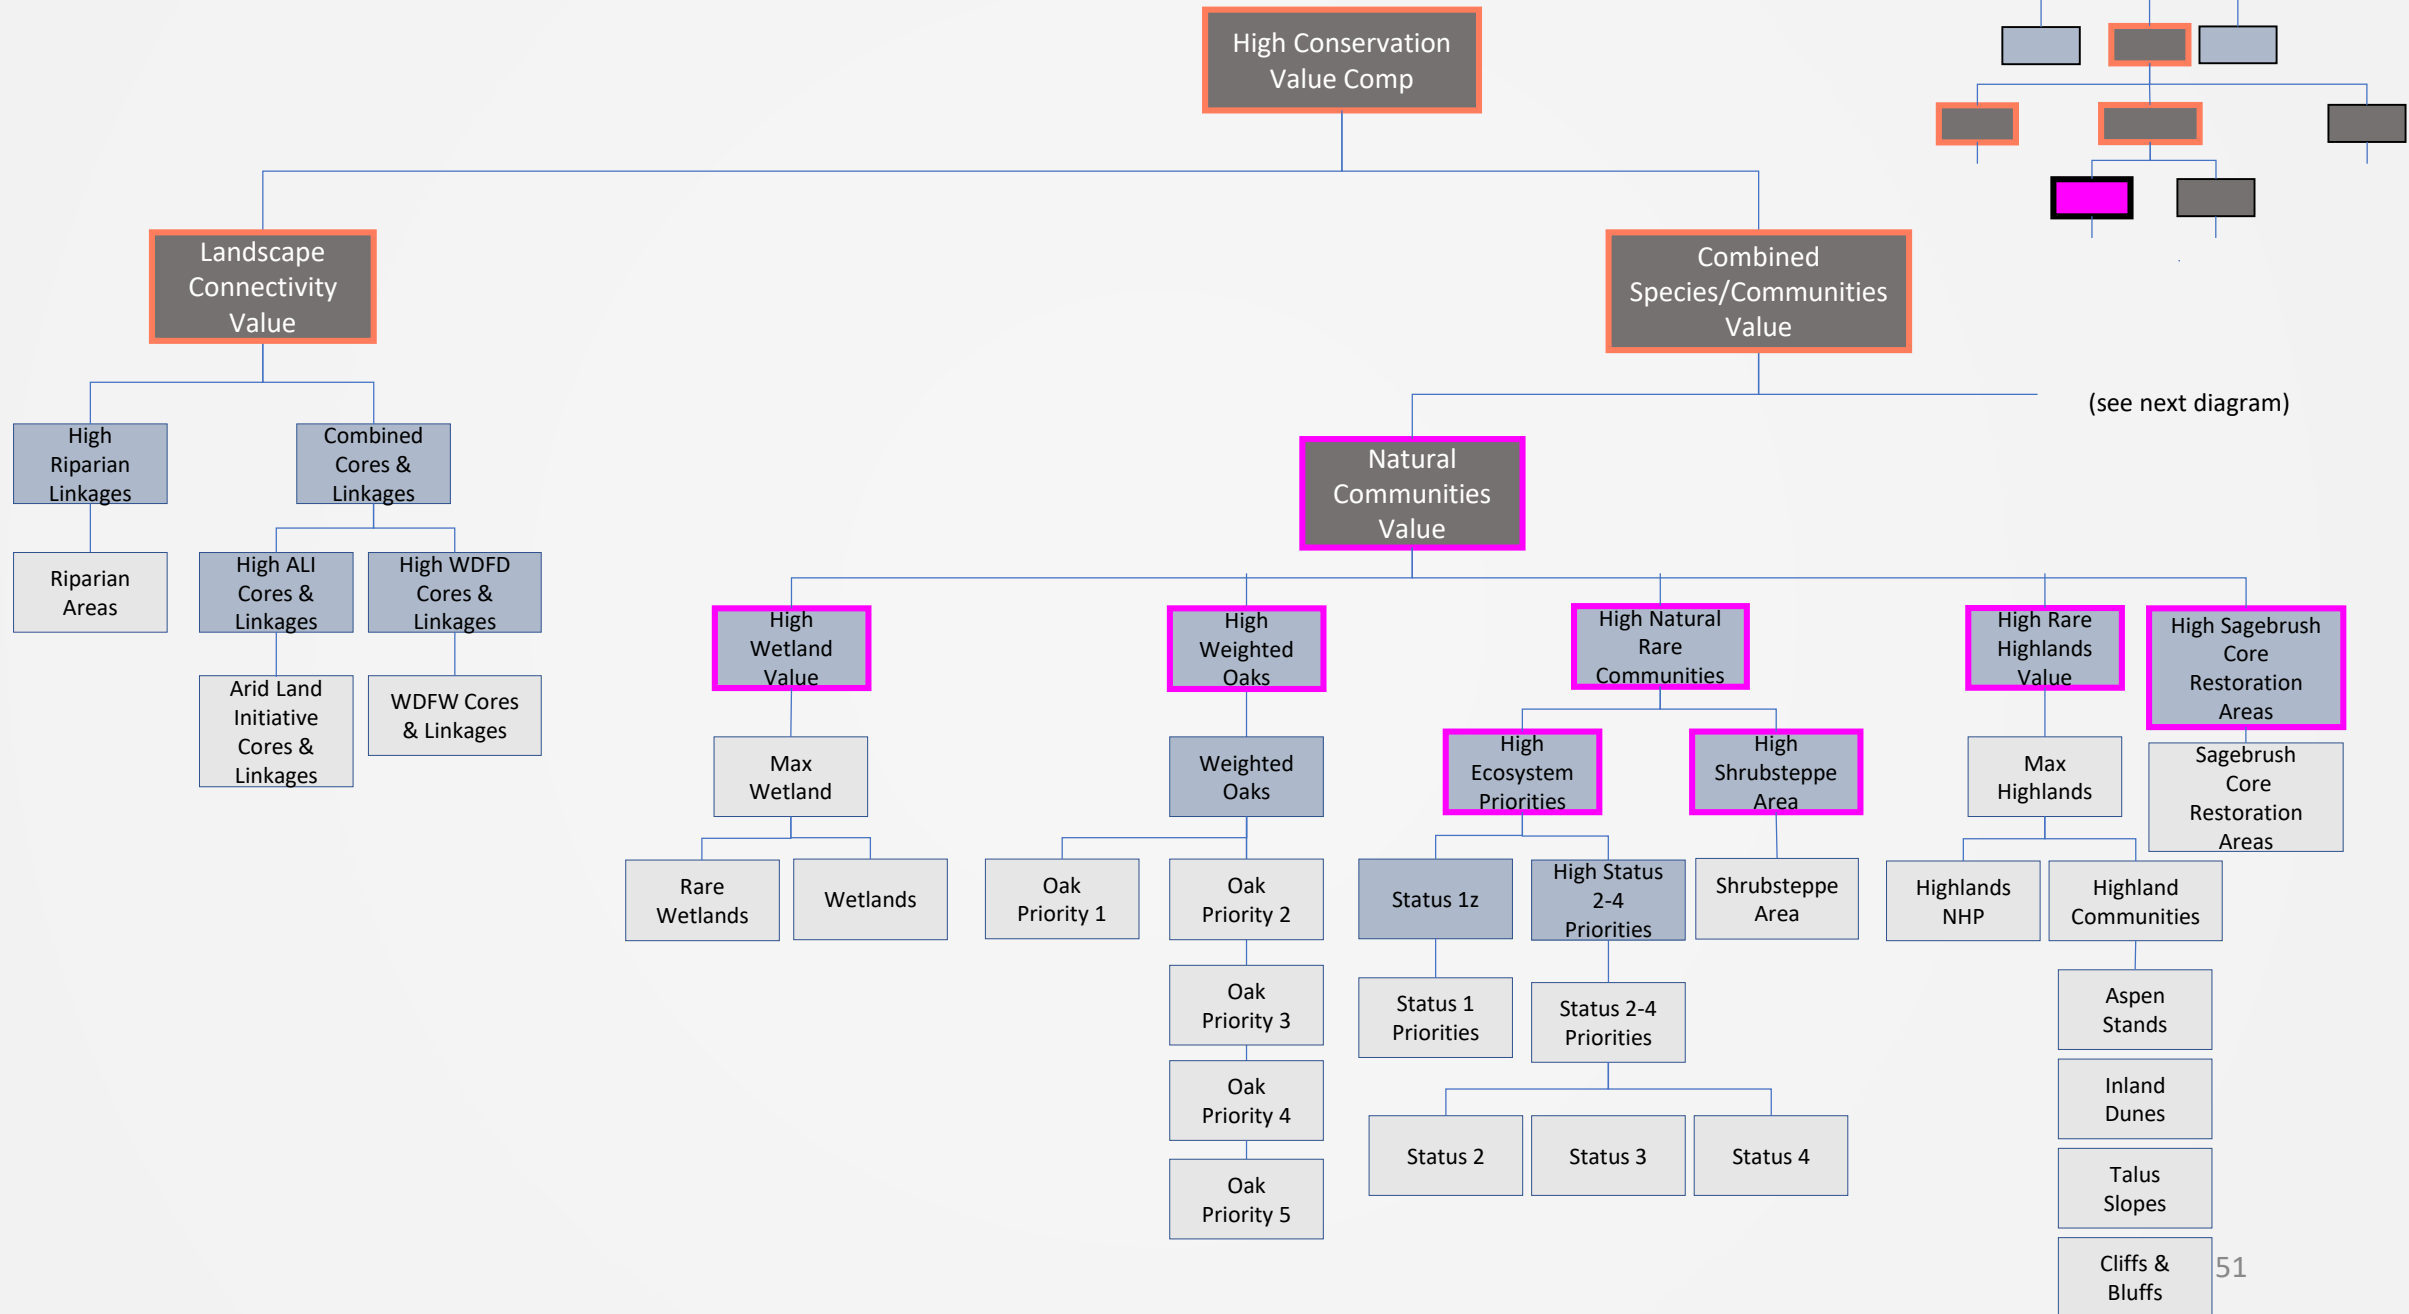 High Conservation
Value Comp
Landscape
Connectivity
Value
Combined
Species/Communities
Value
(see next diagram)
High
Riparian
Linkages
Combined
Cores &
Linkages
Natural
Communities
Value
Riparian
Areas
High ALI
Cores &
Linkages
High WDFD
Cores &
Linkages
High
Wetland
Value
High
Weighted
Oaks
High Natural
Rare
Communities
High Rare
Highlands
Value
High Sagebrush
Core
Restoration
Areas
Arid Land
Initiative
Cores &
Linkages
WDFW Cores
& Linkages
Max
Wetland
Weighted
Oaks
High
Ecosystem
Priorities
High
Shrubsteppe
Area
Max
Highlands
Sagebrush
Core
Restoration
Areas
Rare
Wetlands
Wetlands
Oak
Priority 1
Oak
Priority 2
Status 1z
High Status
2-4
Priorities
Shrubsteppe
Area
Highlands
NHP
Highland
Communities
Oak
Priority 3
Status 1
Priorities
Status 2-4
Priorities
Aspen
Stands
Oak
Priority 4
Inland
Dunes
Status 2
Status 3
Status 4
Oak
Priority 5
Talus
Slopes
Cliffs &
Bluffs
51